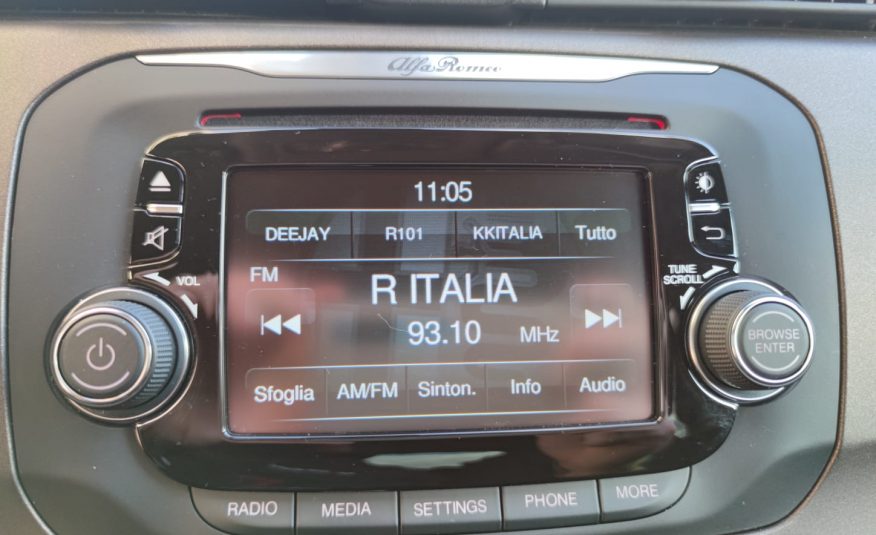 Alfa Romeo
11:05
DEEJAY R101 KKITALIA Tutto
FM
VOL
TUNE
SCROLL
R ITALIA
93.10 MHz
BROWSE
ENTER
Sfoglia AM/FM Sinton. Info Audio
RADIO MEDIA SETTINGS PHONE MORE